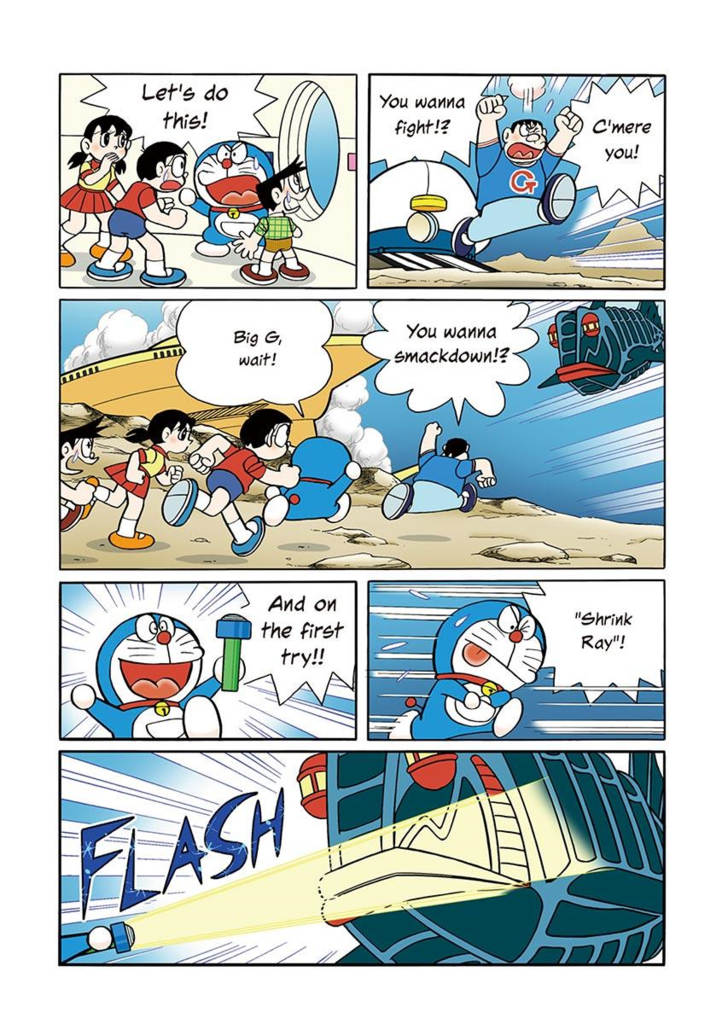 C'mere
you!
You wanna
fight!?
G
Let's do
this!
You wanna
smackdown!?
Big G,
wait!
"Shrink
Ray"!
And on
the first
try!!
FLASH